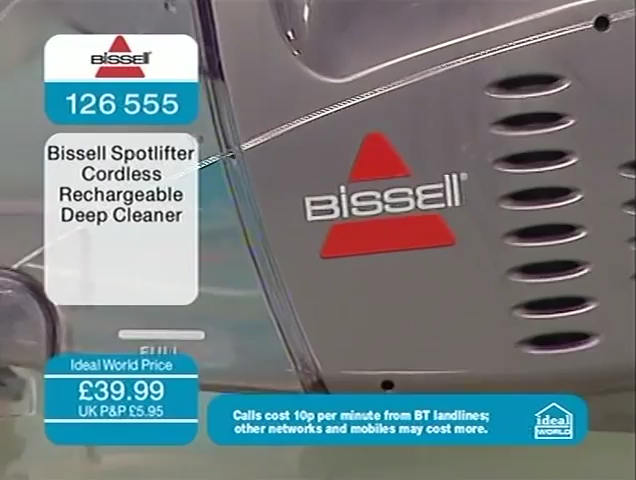 BISSELL
126 555
Bissell Spotlifter
Cordless
Rechargeable
Deep Cleaner
BISSELL®
FULL
Ideal World Price
£39.99
UK P&P £5.95
Calls cost 10p per minute from BT landlines;
other networks and mobiles may cost more.
ideal
WORLD